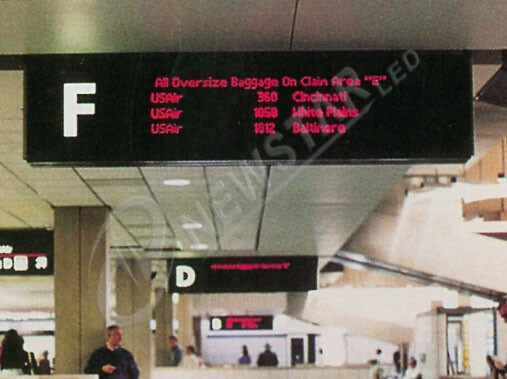 F
All Oversize Baggage On Claim Area "E"
USAir 360 Cincinnati
USAir 1058 White Plains
USAir 1812 Baltimore
NEWSTAR LED
D
B
D